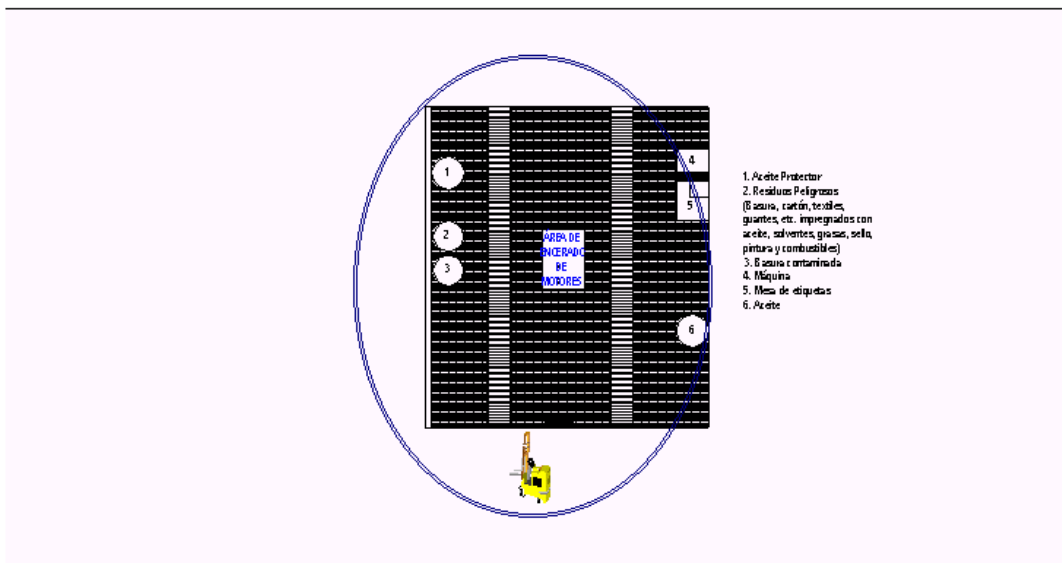 1
2
3
4
5
6
ÁREA DE
ENCERADO
DE
MOTORES
1. Aceite Protector
2. Residuos Peligrosos
(Basura, cartón, textiles,
guantes, etc. impregnados con
aceite, solventes, grasas, sello,
pintura y combustibles)
3. Basura contaminada
4. Máquina
5. Mesa de etiquetas
6. Aceite